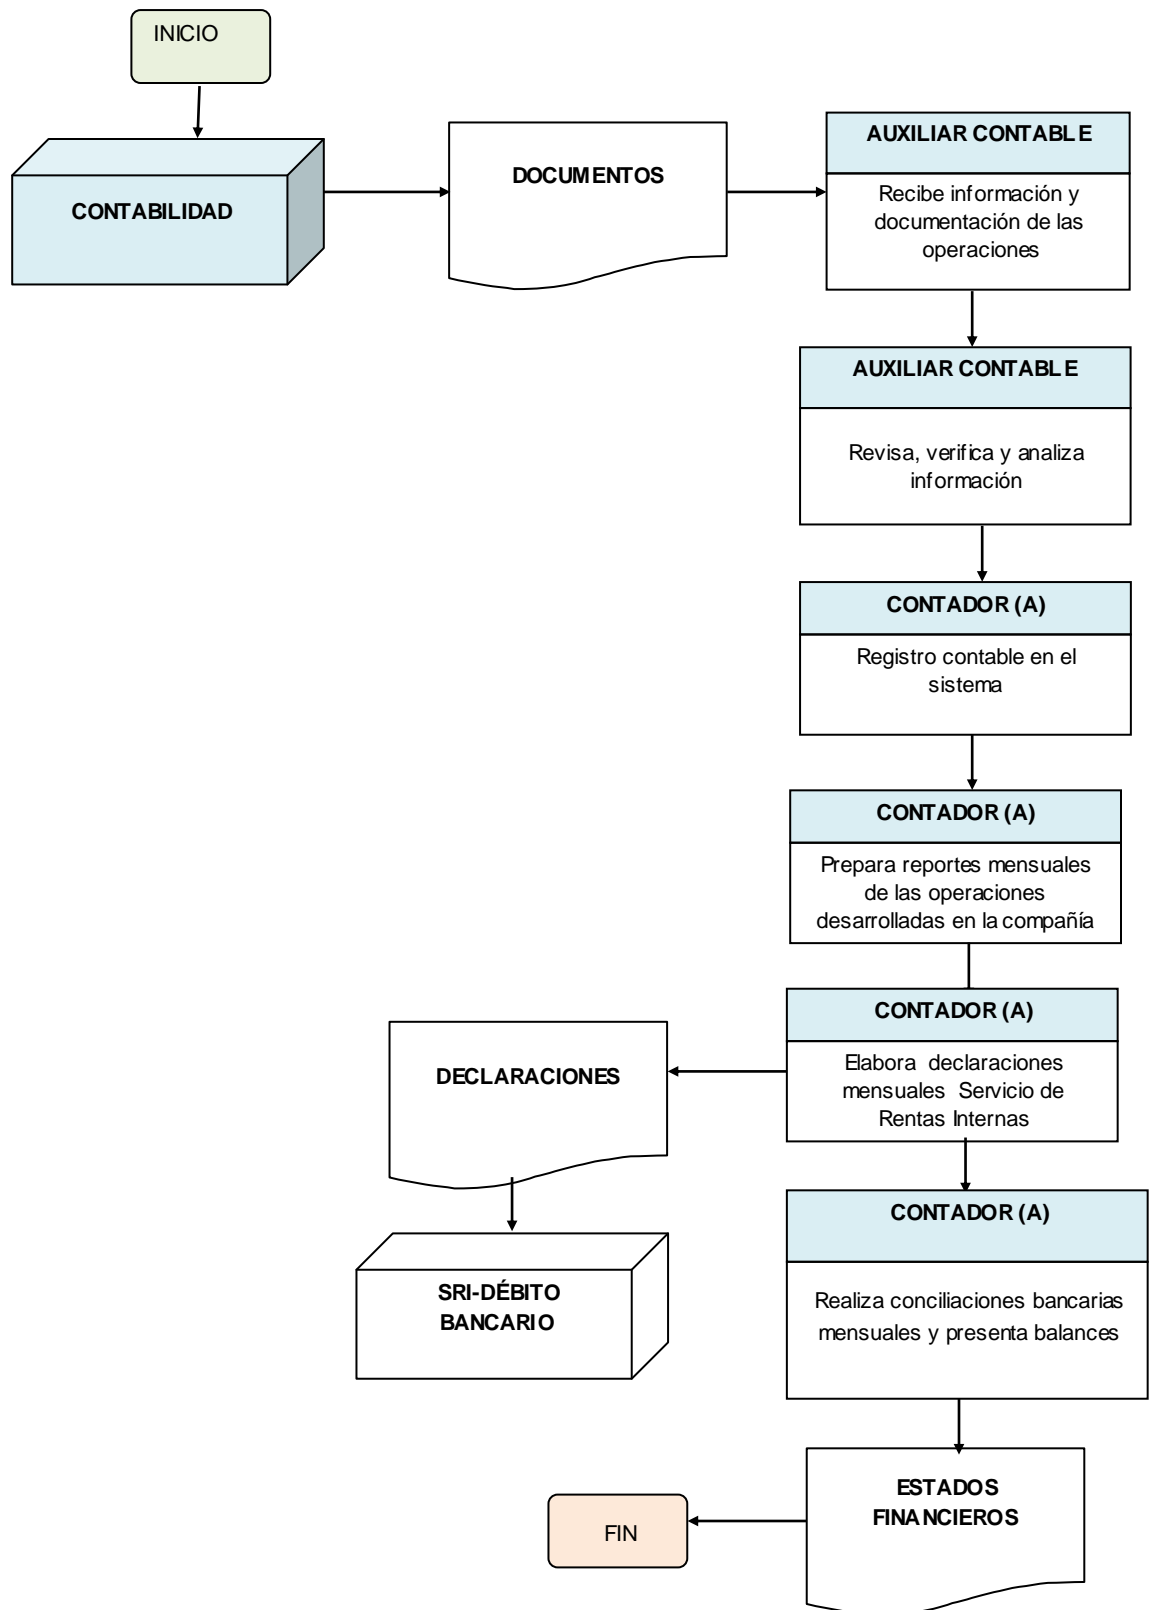 INICIO
CONTABILIDAD
DOCUMENTOS
AUXILIAR CONTABLE
Recibe información y
documentación de las
operaciones
AUXILIAR CONTABLE
Revisa, verifica y analiza
información
CONTADOR (A)
Registro contable en el
sistema
CONTADOR (A)
Prepara reportes mensuales
de las operaciones
desarrolladas en la compañía
CONTADOR (A)
Elabora declaraciones
mensuales Servicio de
Rentas Internas
DECLARACIONES
SRI-DÉBITO
BANCARIO
CONTADOR (A)
Realiza conciliaciones bancarias
mensuales y presenta balances
ESTADOS
FINANCIEROS
FIN